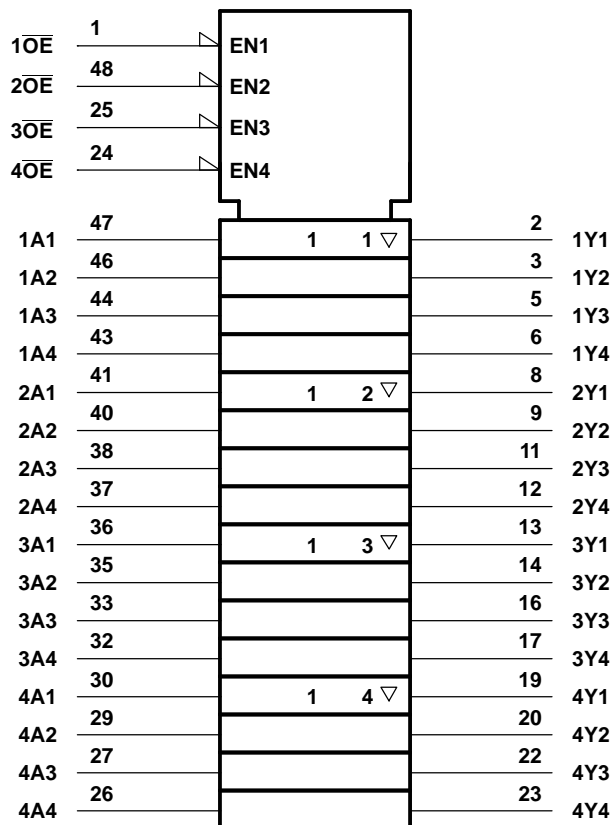 1O̅E̅ 1 EN1
2O̅E̅ 48 EN2
3O̅E̅ 25 EN3
4O̅E̅ 24 EN4
1A1 47 1 1 ▽ 2 1Y1
1A2 46 3 1Y2
1A3 44 5 1Y3
1A4 43 6 1Y4
2A1 41 1 2 ▽ 8 2Y1
2A2 40 9 2Y2
2A3 38 11 2Y3
2A4 37 12 2Y4
3A1 36 1 3 ▽ 13 3Y1
3A2 35 14 3Y2
3A3 33 16 3Y3
3A4 32 17 3Y4
4A1 30 1 4 ▽ 19 4Y1
4A2 29 20 4Y2
4A3 27 22 4Y3
4A4 26 23 4Y4